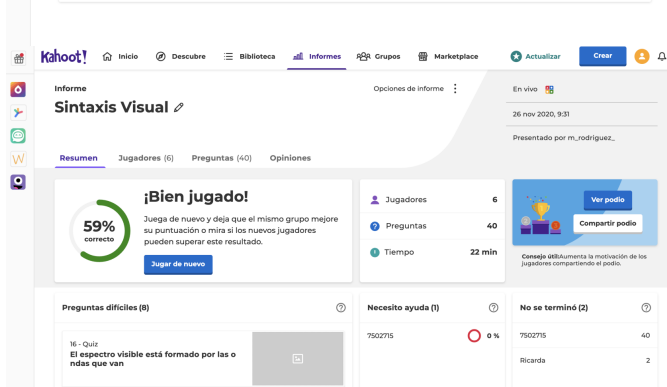 Kahoot!
Inicio
Descubre
Biblioteca
Informes
Grupos
Marketplace
Actualizar
Crear
Informe
Sintaxis Visual
Opciones de informe
En vivo
26 nov 2020, 9:31
Presentado por m_rodriguez_
Resumen
Jugadores (6)
Preguntas (40)
Opiniones
59%
correcto
¡Bien jugado!
Juega de nuevo y deja que el mismo grupo mejore
su puntuación o mira si los nuevos jugadores
pueden superar este resultado.
Jugar de nuevo
Jugadores 6
Preguntas 40
Tiempo 22 min
Ver podio
Compartir podio
Consejo útil:Aumenta la motivación de los
jugadores compartiendo el podio.
Preguntas difíciles (8)
16 - Quiz
El espectro visible está formado por las o
ndas que van
Necesito ayuda (1)
7502715 0 %
No se terminó (2)
7502715 40
Ricarda 2